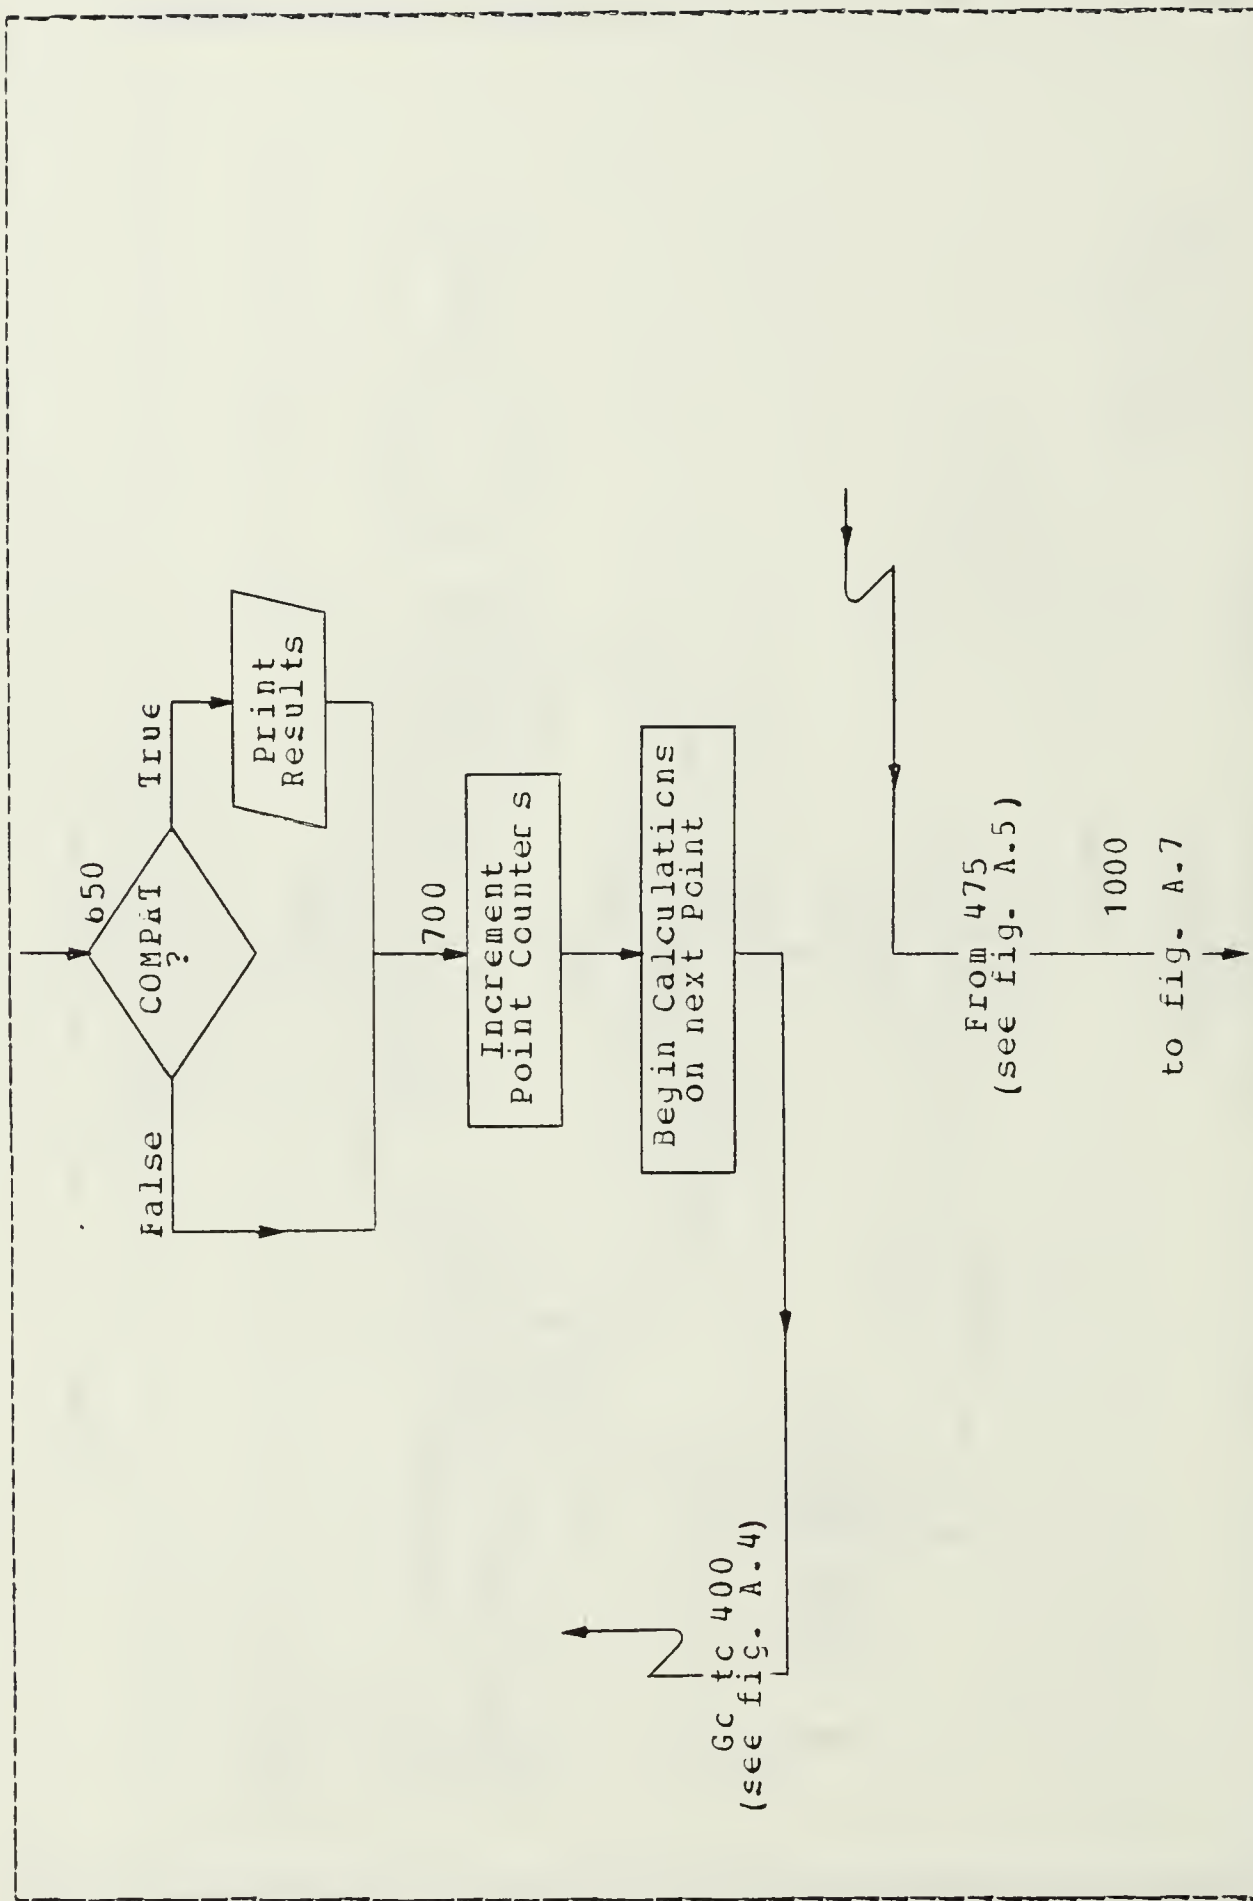 650
COMPAT
?
True
False
Print
Results
700
Increment
Point Counters
Begin Calculations
on next Point
Go to 400
(see fig. A.4)
From 475
(see fig. A.5)
1000
to fig. A.7